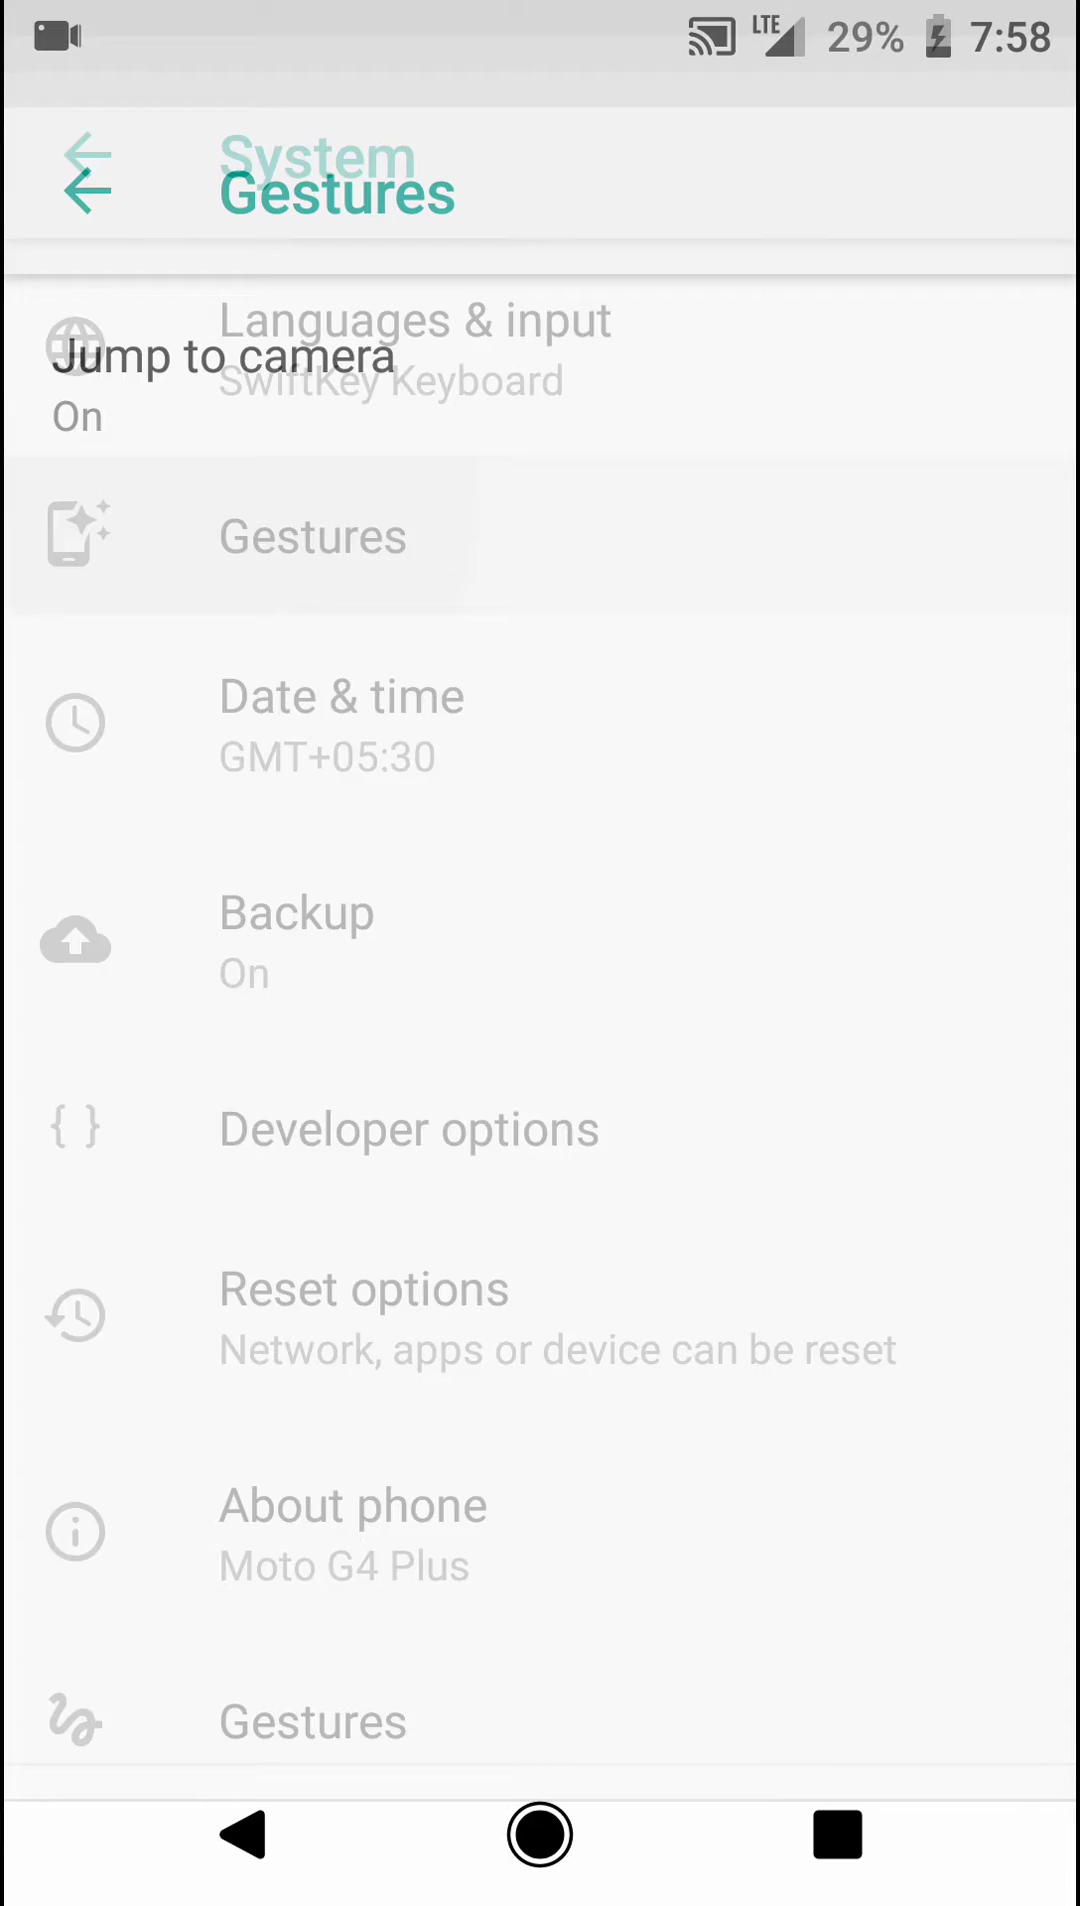 LTE 29% 7:58
System
Gestures
Languages & input
Jump to camera
SwiftKey Keyboard
On
Gestures
Date & time
GMT+05:30
Backup
On
Developer options
Reset options
Network, apps or device can be reset
About phone
Moto G4 Plus
Gestures